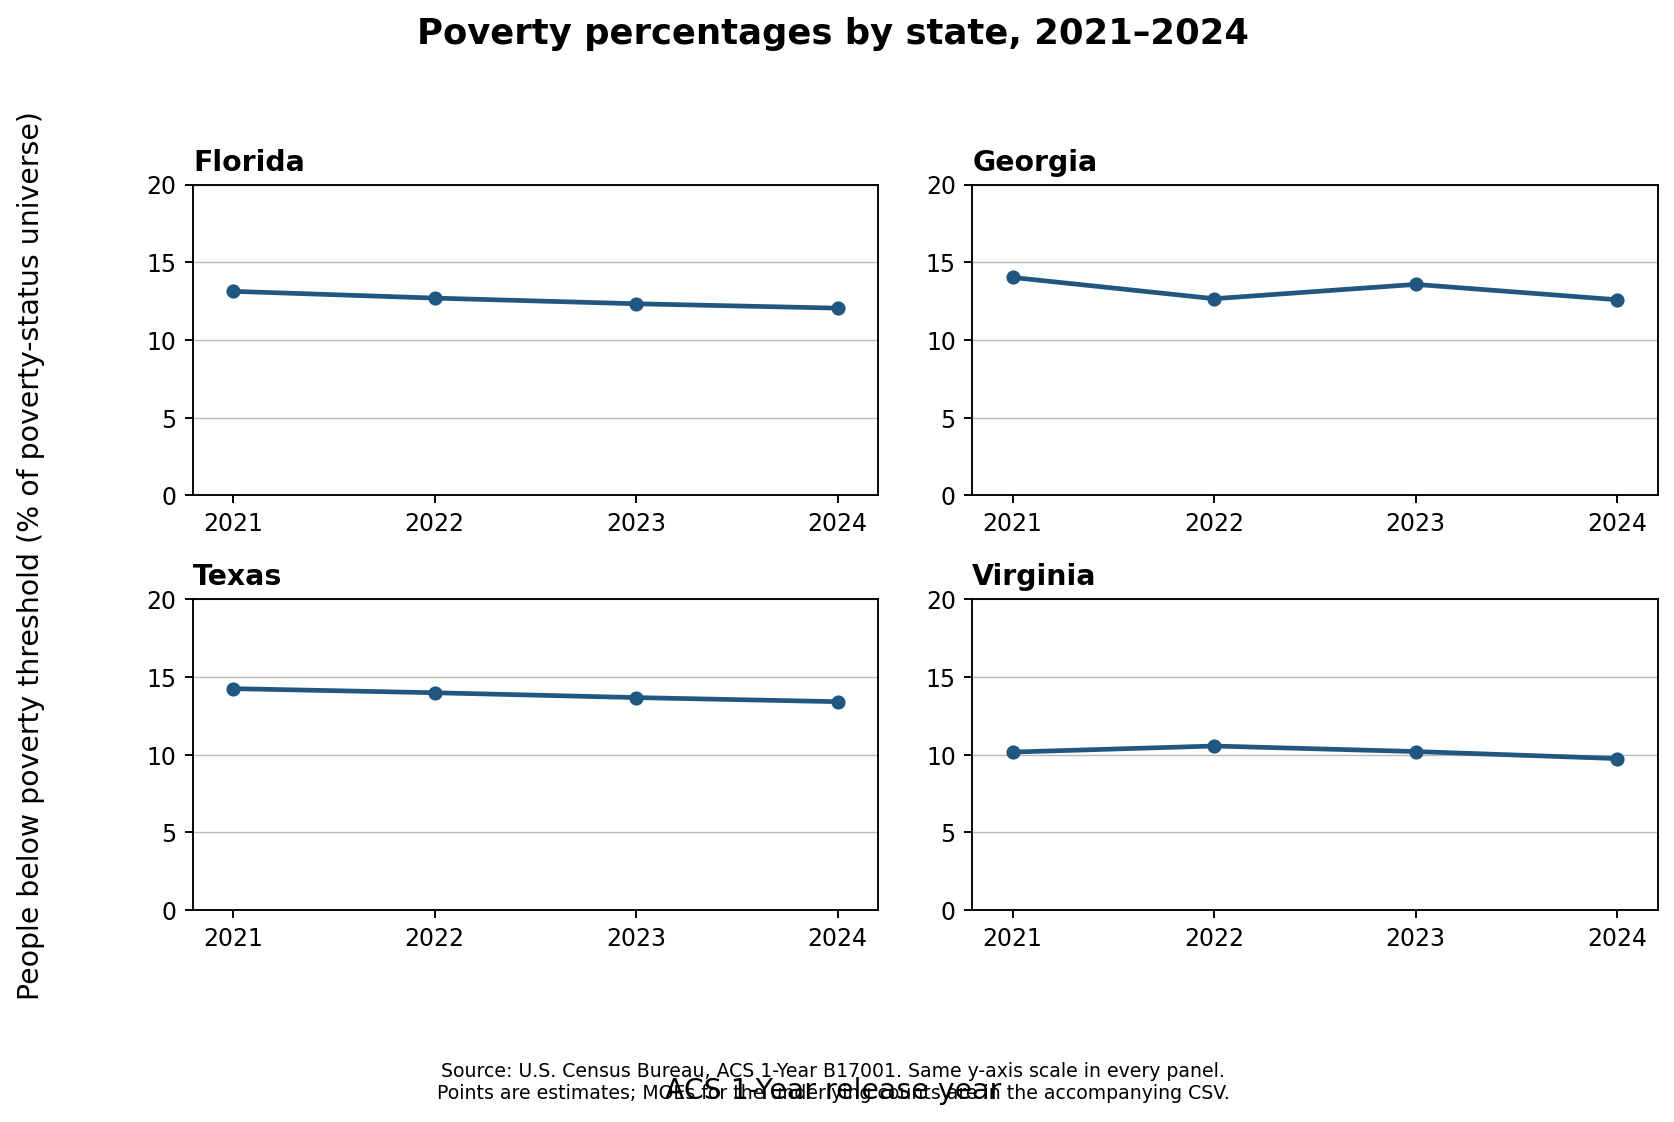 Poverty percentages by state, 2021–2024
People below poverty threshold (% of poverty-status universe)
Florida
20
15
10
5
0
2021 2022 2023 2024
Georgia
20
15
10
5
0
2021 2022 2023 2024
Texas
20
15
10
5
0
2021 2022 2023 2024
Virginia
20
15
10
5
0
2021 2022 2023 2024
Source: U.S. Census Bureau, ACS 1-Year B17001. Same y-axis scale in every panel.
Points are estimates; MOEs for the underlying counts are in the accompanying CSV.
ACS 1-Year release year